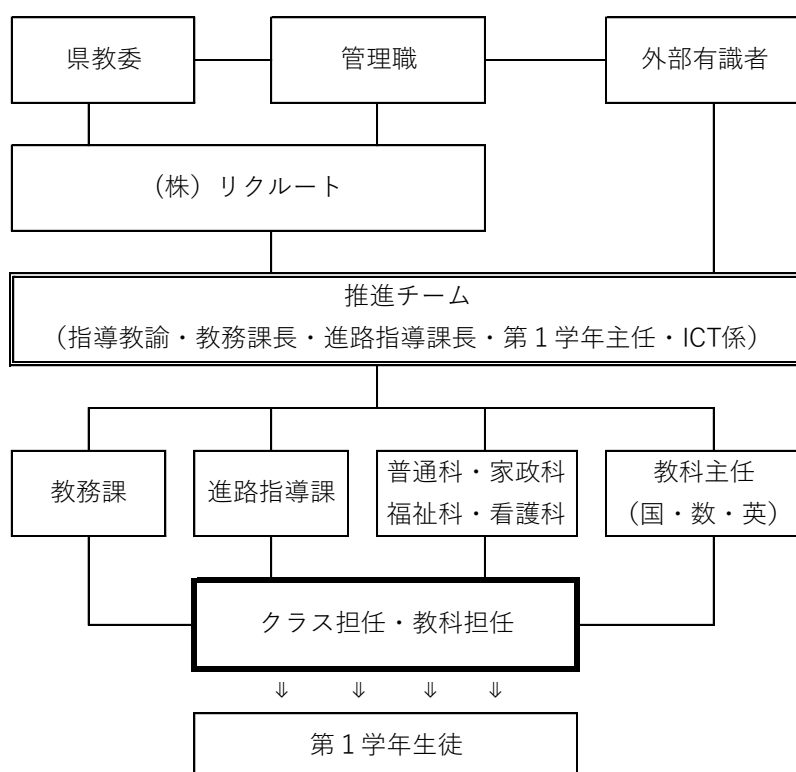 県教委
管理職
外部有識者
（株）リクルート
推進チーム
（指導教諭・教務課長・進路指導課長・第１学年主任・ICT係）
教務課
進路指導課
普通科・家政科
福祉科・看護科
教科主任
（国・数・英）
クラス担任・教科担任
⇓ ⇓ ⇓ ⇓
第１学年生徒